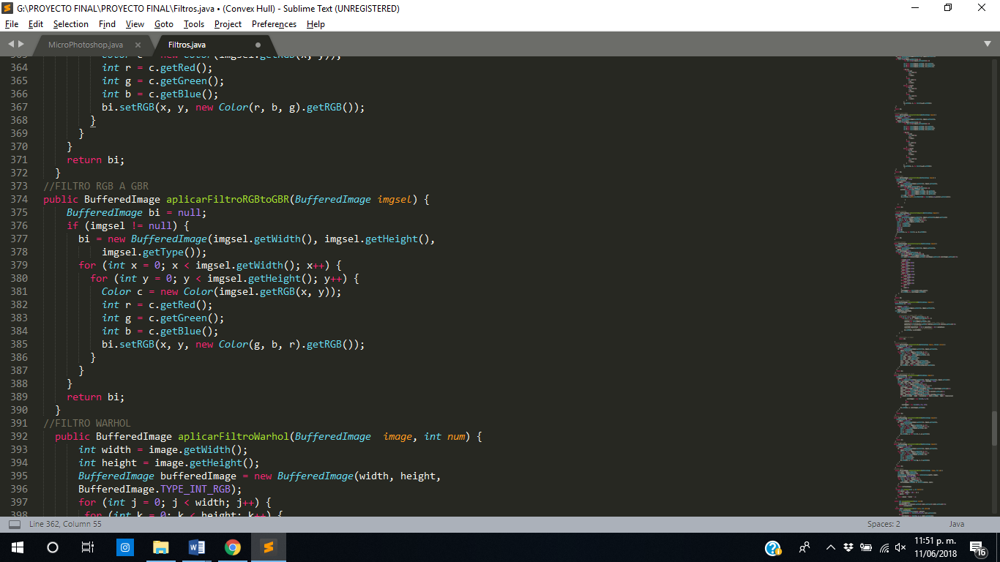 G:\PROYECTO FINAL\PROYECTO FINAL\Filtros.java • (Convex Hull) - Sublime Text (UNREGISTERED)
File Edit Selection Find View Goto Tools Project Preferences Help
MicroPhotoshop.java × Filtros.java
363 Color c = new Color(imgsel.getRGB(x, y));
364 int r = c.getRed();
365 int g = c.getGreen();
366 int b = c.getBlue();
367 bi.setRGB(x, y, new Color(r, b, g).getRGB());
368 }
369 }
370 }
371 return bi;
372 }
373 //FILTRO RGB A GBR
374 public BufferedImage aplicarFiltroRGBtoGBR(BufferedImage imgsel) {
375 BufferedImage bi = null;
376 if (imgsel != null) {
377 bi = new BufferedImage(imgsel.getWidth(), imgsel.getHeight(),
378 imgsel.getType());
379 for (int x = 0; x < imgsel.getWidth(); x++) {
380 for (int y = 0; y < imgsel.getHeight(); y++) {
381 Color c = new Color(imgsel.getRGB(x, y));
382 int r = c.getRed();
383 int g = c.getGreen();
384 int b = c.getBlue();
385 bi.setRGB(x, y, new Color(g, b, r).getRGB());
386 }
387 }
388 }
389 return bi;
390 }
391 //FILTRO WARHOL
392 public BufferedImage aplicarFiltroWarhol(BufferedImage  image, int num) {
393 int width = image.getWidth();
394 int height = image.getHeight();
395 BufferedImage bufferedImage = new BufferedImage(width, height,
396 BufferedImage.TYPE_INT_RGB);
397 for (int j = 0; j < width; j++) {
398 for (int k = 0; k < height; k++) {
Line 362, Column 55 Spaces: 2 Java
11:51 p. m.
11/06/2018
16